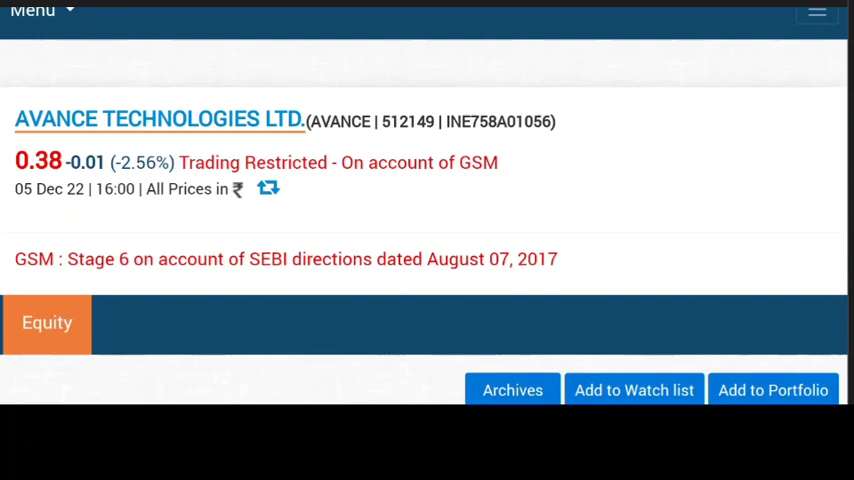 Menu
AVANCE TECHNOLOGIES LTD.(AVANCE | 512149 | INE758A01056)
0.38 -0.01 (-2.56%) Trading Restricted - On account of GSM
05 Dec 22 | 16:00 | All Prices in ₹
GSM : Stage 6 on account of SEBI directions dated August 07, 2017
Equity
Archives Add to Watch list Add to Portfolio